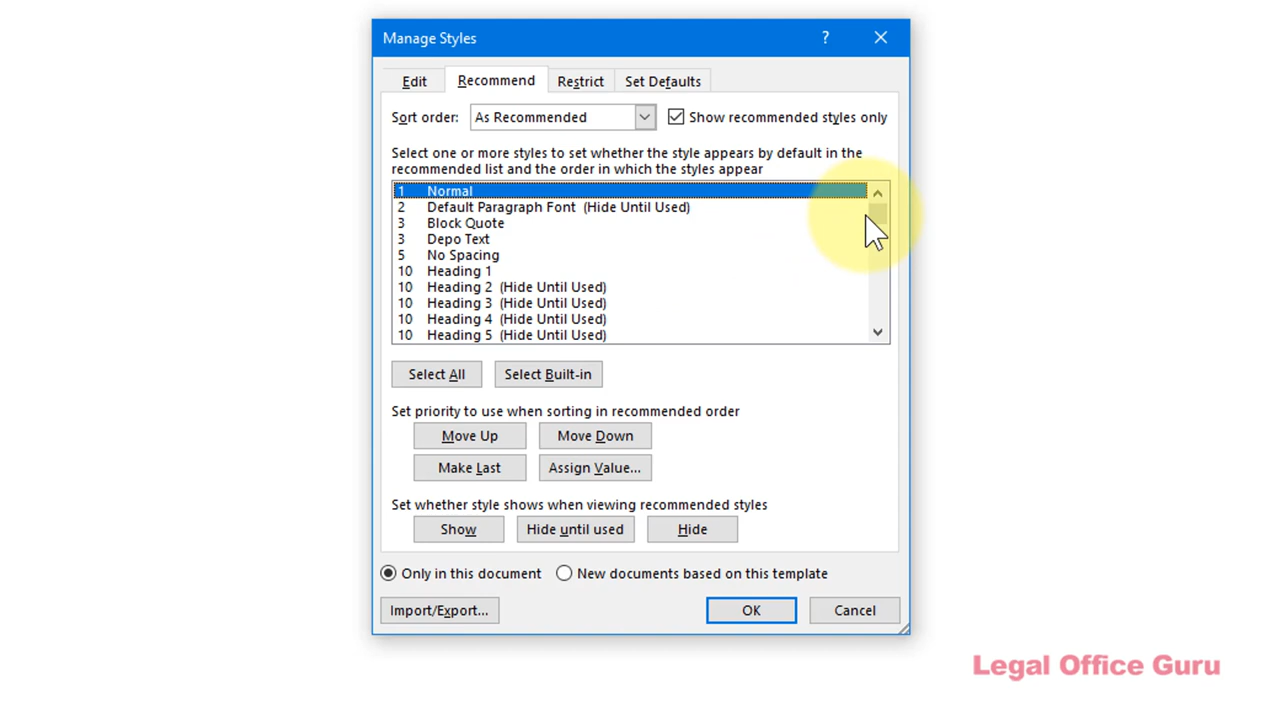 Manage Styles ?
Edit Recommend Restrict Set Defaults
Sort order: As Recommended Show recommended styles only
Select one or more styles to set whether the style appears by default in the
recommended list and the order in which the styles appear
1 Normal
2 Default Paragraph Font (Hide Until Used)
3 Block Quote
3 Depo Text
5 No Spacing
10 Heading 1
10 Heading 2 (Hide Until Used)
10 Heading 3 (Hide Until Used)
10 Heading 4 (Hide Until Used)
10 Heading 5 (Hide Until Used)
Select All Select Built-in
Set priority to use when sorting in recommended order
Move Up Move Down
Make Last Assign Value...
Set whether style shows when viewing recommended styles
Show Hide until used Hide
Only in this document New documents based on this template
Import/Export... OK Cancel
Legal Office Guru